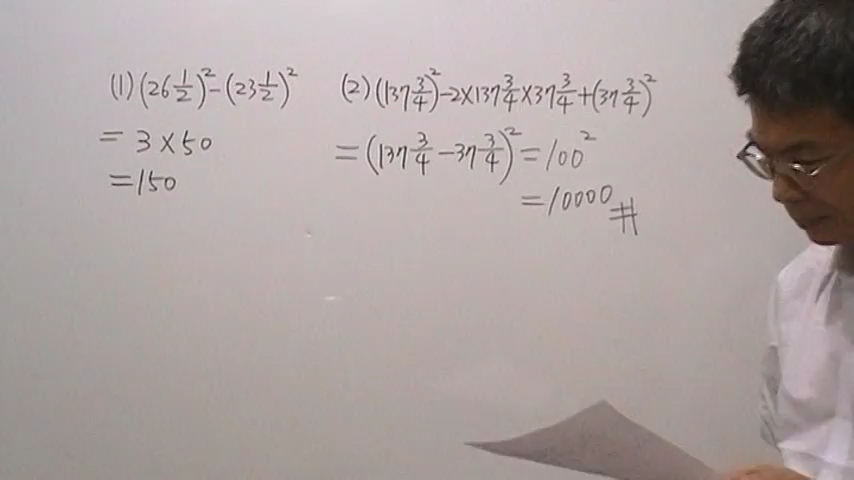 (1) (26 1/2)² - (23 1/2)²
= 3 × 50
= 150
(2) (137 3/4)² - 2 × 137 3/4 × 37 3/4 + (37 3/4)²
= (137 3/4 - 37 3/4)² = 100²
= 10000 #